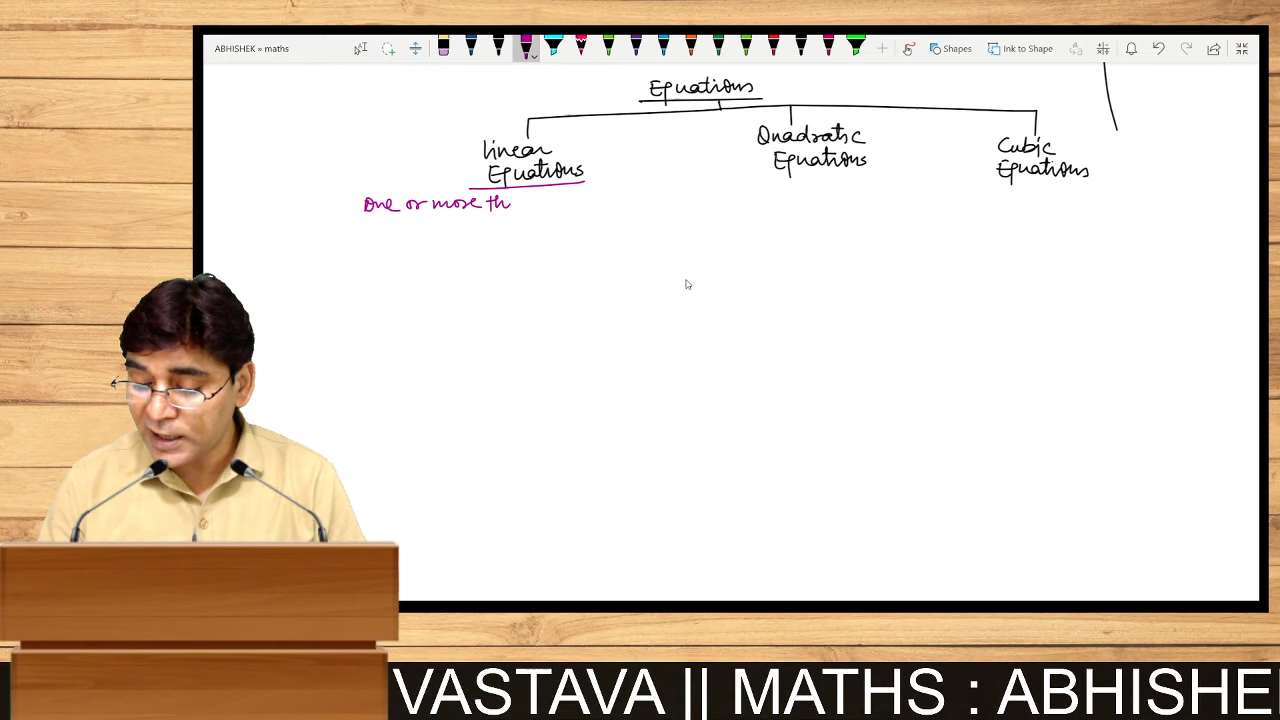 ABHISHEK » maths
Shapes
Ink to Shape
Equations
Linear
Equations
Quadratic
Equations
Cubic
Equations
One or more th
VASTAVA || MATHS : ABHISHE